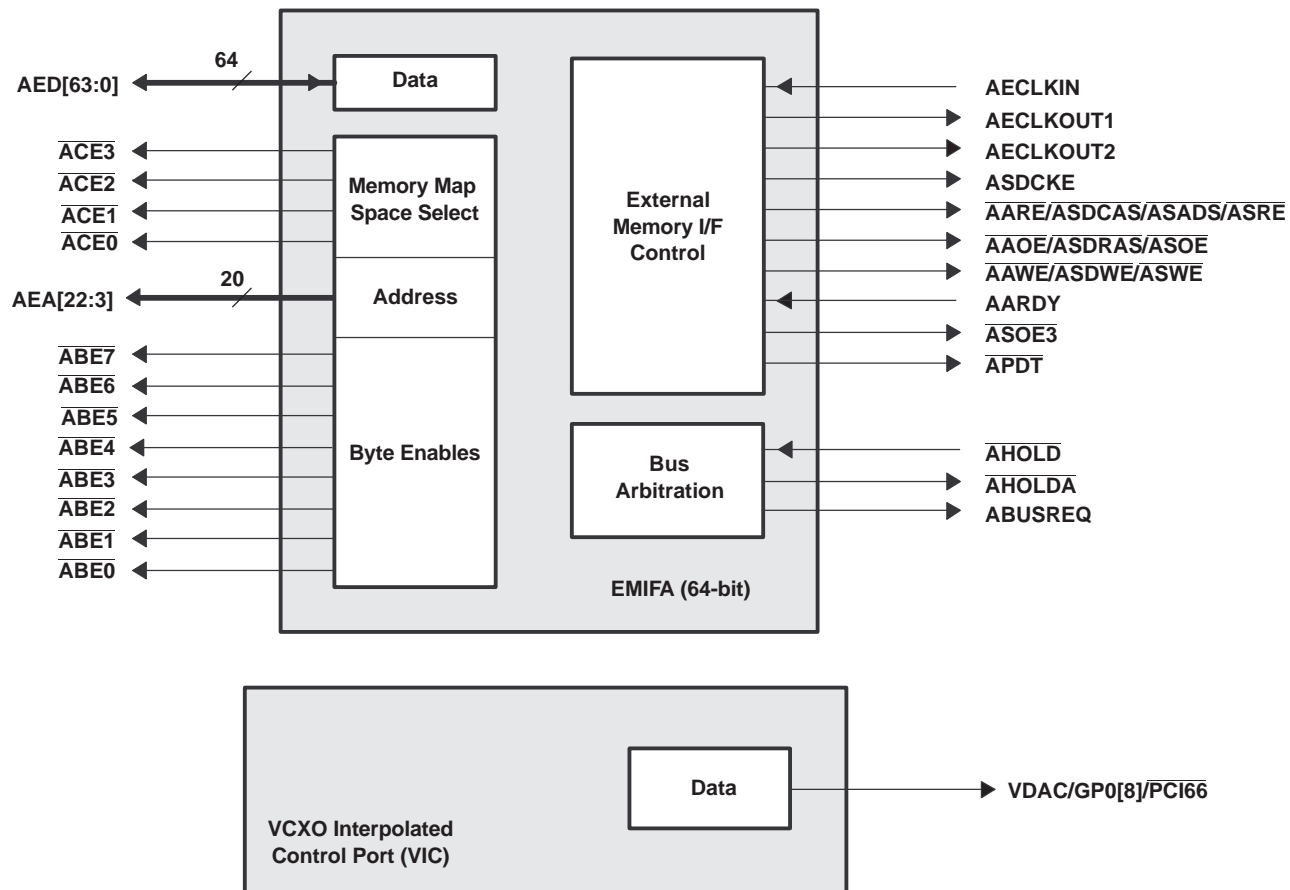 64
AED[63:0]
Data
ACE3
ACE2
ACE1
ACE0
Memory Map
Space Select
20
AEA[22:3]
Address
ABE7
ABE6
ABE5
ABE4
ABE3
ABE2
ABE1
ABE0
Byte Enables
External
Memory I/F
Control
AECLKIN
AECLKOUT1
AECLKOUT2
ASDCKE
AARE/ASDCAS/ASADS/ASRE
AAOE/ASDRAS/ASOE
AAWE/ASDWE/ASWE
AARDY
ASOE3
APDT
Bus
Arbitration
AHOLD
AHOLDA
ABUSREQ
EMIFA (64-bit)
Data
VDAC/GP0[8]/PCI66
VCXO Interpolated
Control Port (VIC)